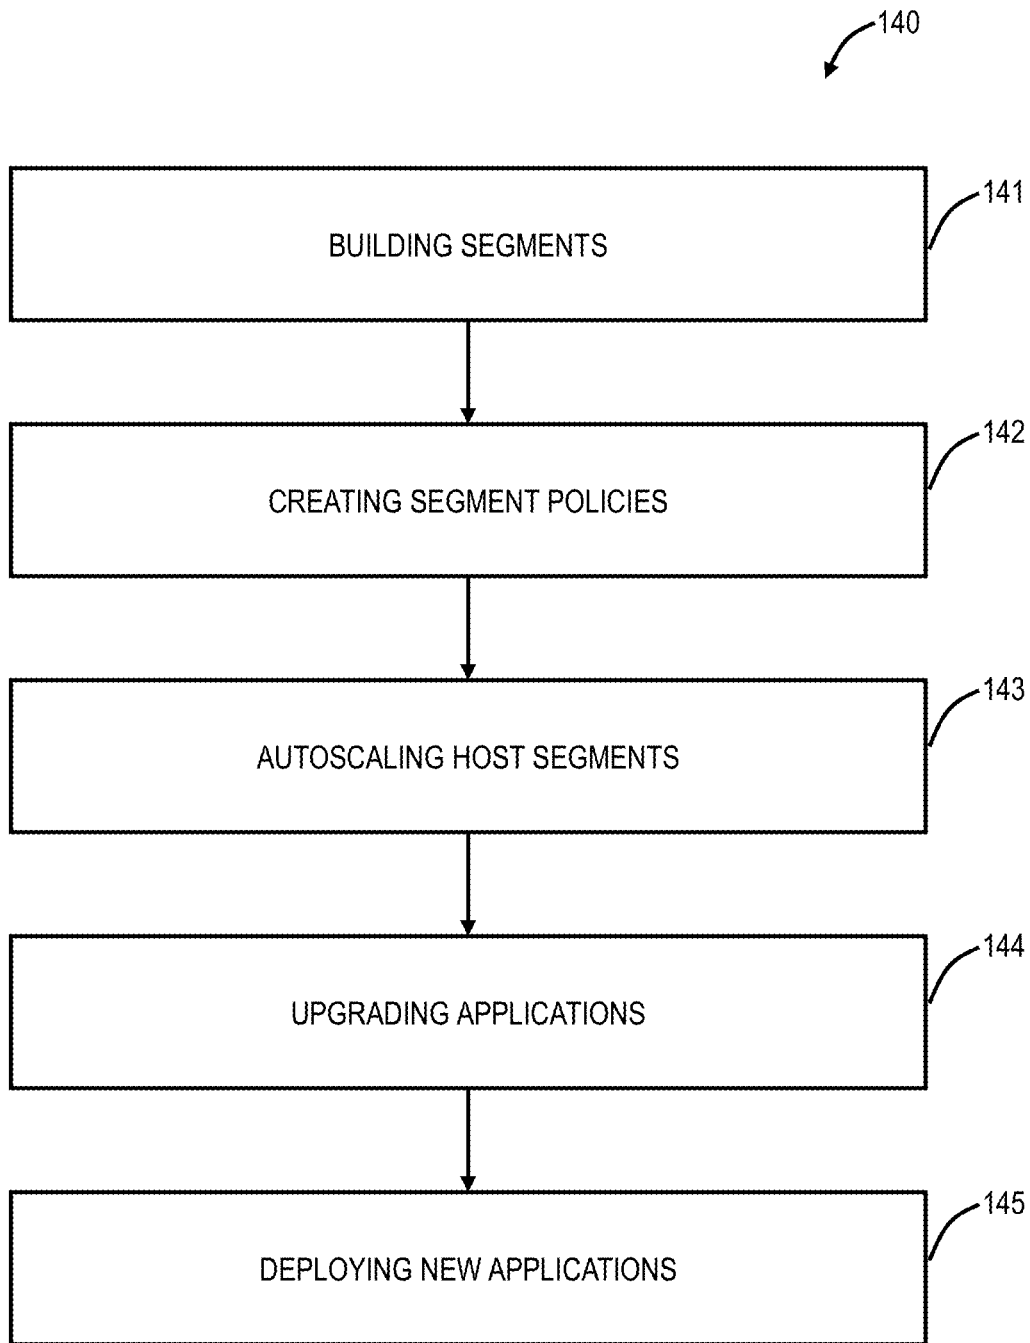 140
141
BUILDING SEGMENTS
142
CREATING SEGMENT POLICIES
143
AUTOSCALING HOST SEGMENTS
144
UPGRADING APPLICATIONS
145
DEPLOYING NEW APPLICATIONS